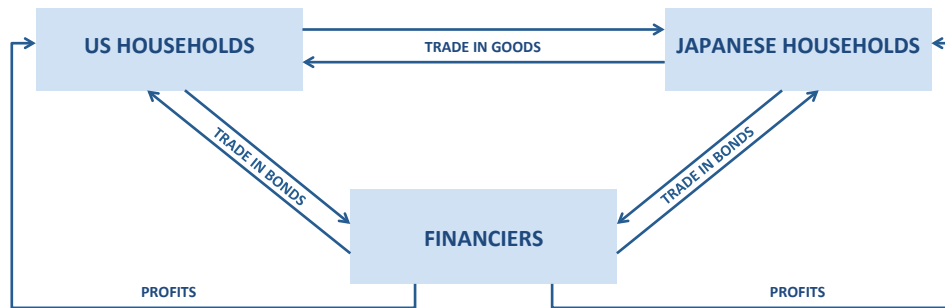 US HOUSEHOLDS
TRADE IN GOODS
JAPANESE HOUSEHOLDS
TRADE IN BONDS
TRADE IN BONDS
FINANCIERS
PROFITS
PROFITS